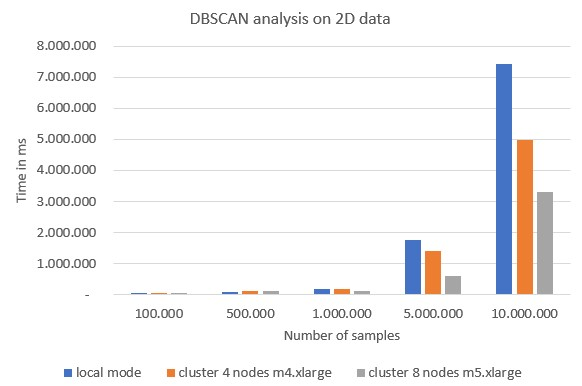 DBSCAN analysis on 2D data
8.000.000
7.000.000
6.000.000
5.000.000
4.000.000
3.000.000
2.000.000
1.000.000
-
Time in ms
100.000
500.000
1.000.000
5.0000.000
10.000.000
Number of samples
local mode
cluster 4 nodes m4.xlarge
cluster 8 nodes m5.xlarge